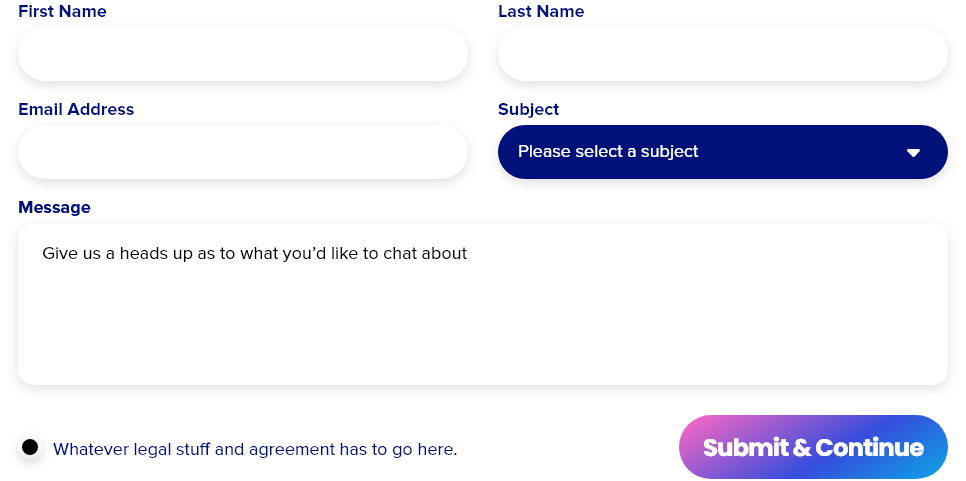 First Name
Last Name
Email Address
Subject
Please select a subject
Message
Give us a heads up as to what you’d like to chat about
Whatever legal stuff and agreement has to go here.
Submit & Continue